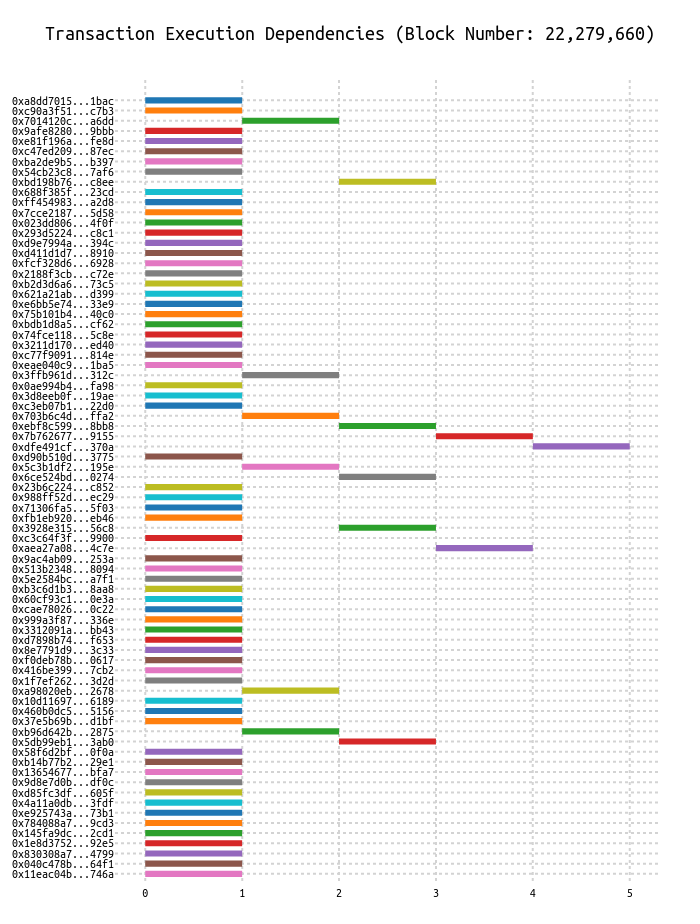 Transaction Execution Dependencies (Block Number: 22,279,660)
0xa8dd7015...1bac
0xc90a3f51...c7b3
0x7014120c...a6dd
0x9afe8280...9bbb
0xe81f196a...fe8d
0xc47ed209...87ec
0xba2de9b5...b397
0x54cb23c8...7af6
0xbd198b76...c8ee
0x688f385f...23cd
0xff454983...a2d8
0x7cce2187...5d58
0x023dd806...4f0f
0x293d5224...c8c1
0xd9e7994a...394c
0xd411d1d7...8910
0xfcf328d6...6928
0x2188f3cb...c72e
0xb2d3d6a6...73c5
0x621a21ab...d399
0xe6bb5e74...33e9
0x75b101b4...40c0
0xbdb1d8a5...cf62
0x74fce118...5c8e
0x3211d170...ed40
0xc77f9091...814e
0xeae040c9...1ba5
0x3ffb961d...312c
0x0ae994b4...fa98
0x3d8eeb0f...19ae
0xc3eb07b1...22d0
0x703b6c4d...ffa2
0xebf8c599...8bb8
0x7b762677...9155
0xdfe491cf...370a
0xd90b510d...3775
0x5c3b1df2...195e
0x6ce524bd...0274
0x23b6c224...c852
0x988ff52d...ec29
0x71306fa5...5f03
0xfb1eb920...eb46
0x3928e315...56c8
0xc3c64f3f...9900
0xaea27a08...4c7e
0x9ac4ab09...253a
0x513b2348...8094
0x5e2584bc...a7f1
0xb3c6d1b3...8aa8
0x60cf93c1...0e3a
0xcae78026...0c22
0x999a3f87...336e
0x3312091a...bb43
0xd7898b74...f653
0x8e7791d9...3c33
0xf0deb78b...0617
0x416be399...7cb2
0x1f7ef262...3d2d
0xa98020eb...2678
0x10d11697...6189
0x460b0dc5...5156
0x37e5b69b...d1bf
0xb96d642b...2875
0x5db99eb1...3ab0
0x58f6d2bf...0f0a
0xb14b77b2...29e1
0x13654677...bfa7
0x9d8e7d0b...df0c
0xd85fc3df...605f
0x4a11a0db...3fdf
0xe925743a...73b1
0x784088a7...9cd3
0x145fa9dc...2cd1
0x1e8d3752...92e5
0x830308a7...4799
0x040c478b...64f1
0x11eac04b...746a
0 1 2 3 4 5